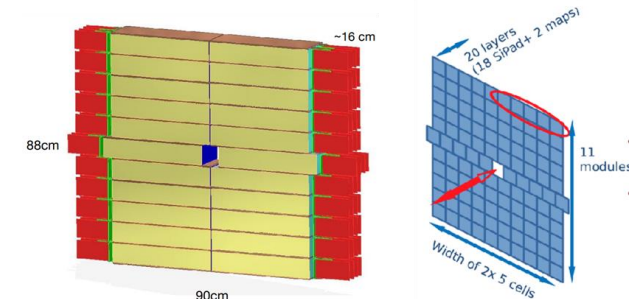 ~16 cm
88cm
90cm
20 layers
(18 SiPad+ 2 maps)
11
modules
Width of 2x 5 cells